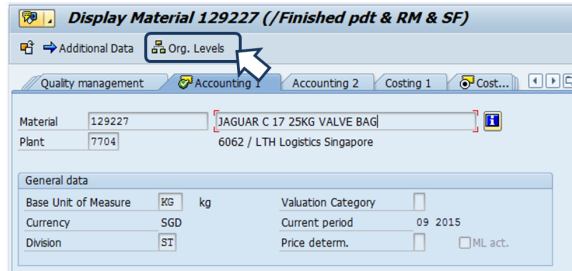 Display Material 129227 (/Finished pdt & RM & SF)
Additional Data Org. Levels
Quality management Accounting 1 Accounting 2 Costing 1 Cost...
Material 129227 JAGUAR C 17 25KG VALVE BAG
Plant 7704 6062 / LTH Logistics Singapore
General data
Base Unit of Measure KG kg Valuation Category
Currency SGD Current period 09 2015
Division ST Price determ. ML act.